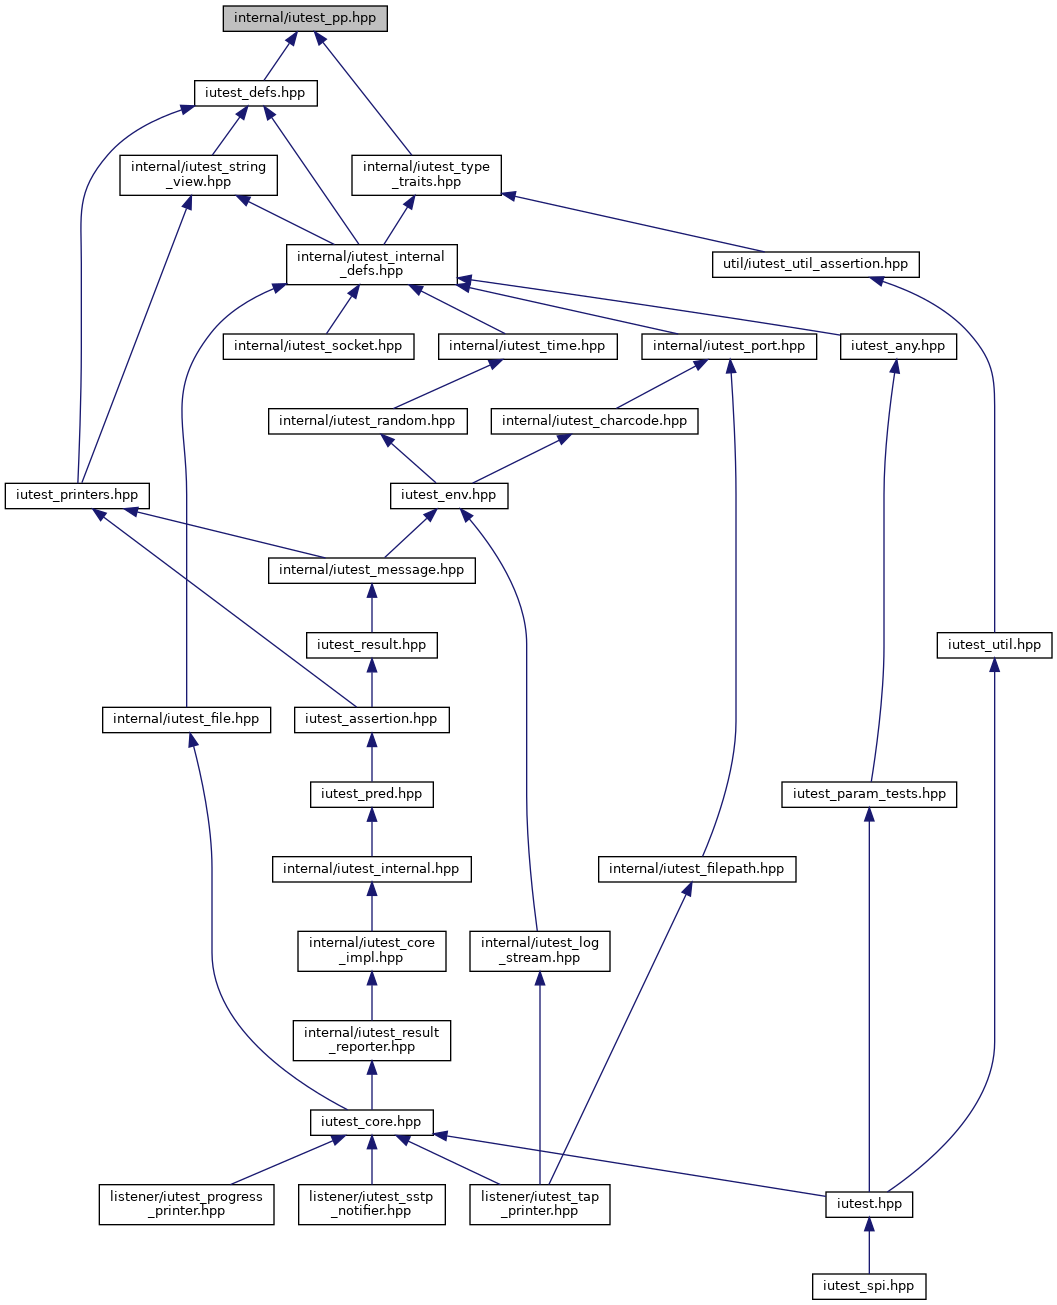 internal/iutest_pp.hpp
iutest_defs.hpp
internal/iutest_string
_view.hpp
internal/iutest_type
_traits.hpp
internal/iutest_internal
_defs.hpp
util/iutest_util_assertion.hpp
internal/iutest_socket.hpp
internal/iutest_time.hpp
internal/iutest_port.hpp
iutest_any.hpp
internal/iutest_random.hpp
internal/iutest_charcode.hpp
iutest_printers.hpp
iutest_env.hpp
internal/iutest_message.hpp
iutest_result.hpp
iutest_util.hpp
internal/iutest_file.hpp
iutest_assertion.hpp
iutest_pred.hpp
iutest_param_tests.hpp
internal/iutest_internal.hpp
internal/iutest_filepath.hpp
internal/iutest_core
_impl.hpp
internal/iutest_log
_stream.hpp
internal/iutest_result
_reporter.hpp
iutest_core.hpp
listener/iutest_progress
_printer.hpp
listener/iutest_sstp
_notifier.hpp
listener/iutest_tap
_printer.hpp
iutest.hpp
iutest_spi.hpp